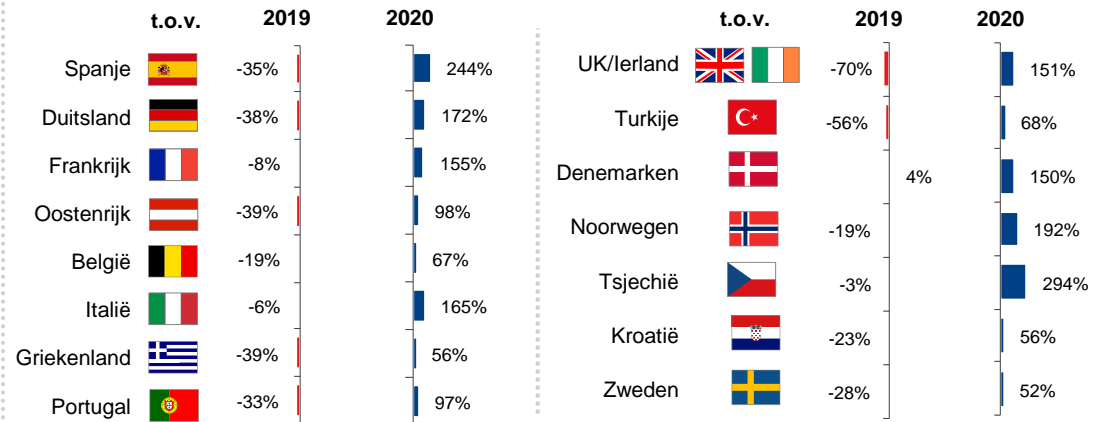 t.o.v. 2019 2020
Spanje -35% 244%
Duitsland -38% 172%
Frankrijk -8% 155%
Oostenrijk -39% 98%
België -19% 67%
Italië -6% 165%
Griekenland -39% 56%
Portugal -33% 97%
t.o.v. 2019 2020
UK/Ierland -70% 151%
Turkije -56% 68%
Denemarken 4% 150%
Noorwegen -19% 192%
Tsjechië -3% 294%
Kroatië -23% 56%
Zweden -28% 52%